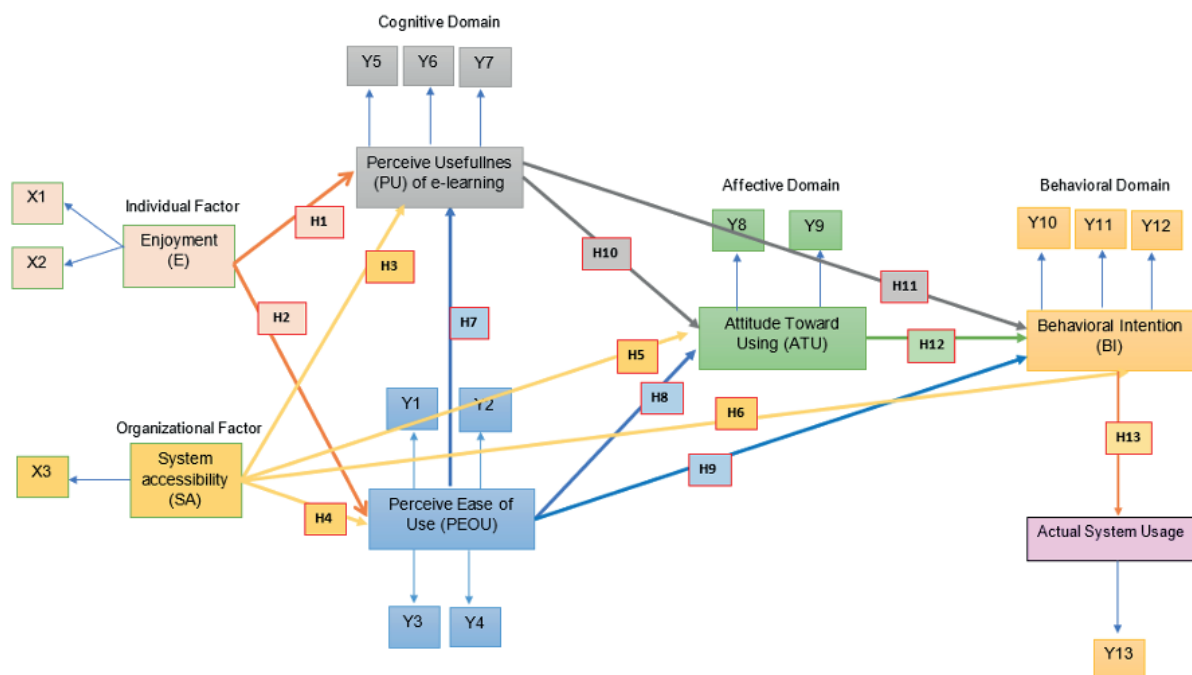 Cognitive Domain
Y5
Y6
Y7
Perceive Usefullnes
(PU) of e-learning
Affective Domain
Behavioral Domain
X1
Individual Factor
H1
Y8
Y9
Y10
Y11
Y12
Enjoyment
(E)
X2
H3
H10
H11
H2
H7
Attitude Toward
Using (ATU)
Behavioral Intention
(BI)
H5
H12
Y1
Y2
H8
H6
Organizational Factor
H13
System
accessibility
(SA)
X3
H9
H4
Perceive Ease of
Use (PEOU)
Actual System Usage
Y3
Y4
Y13